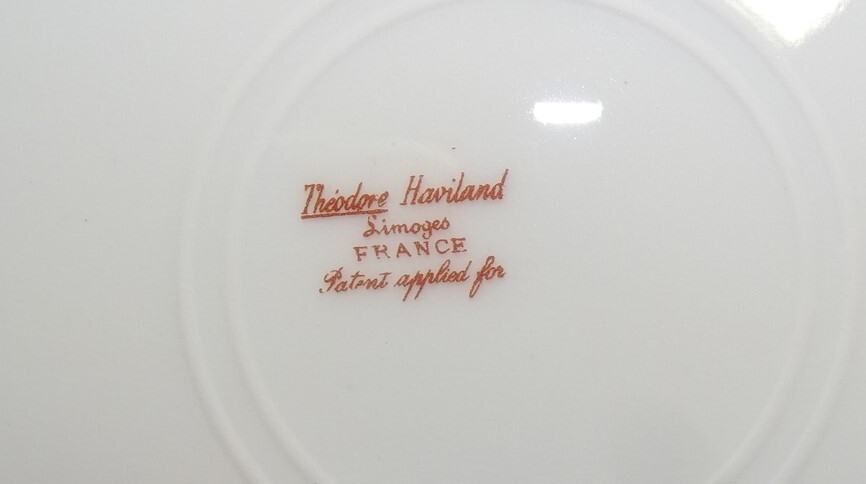 Théodore Haviland
Limoges
FRANCE
Patent applied for